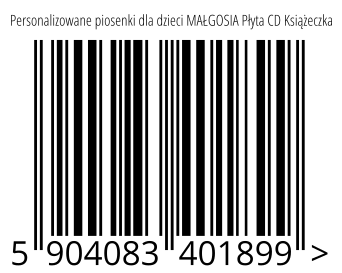 Personalizowane piosenki dla dzieci MAŁGOSIA Płyta CD Książeczka
5 904083 401899 >